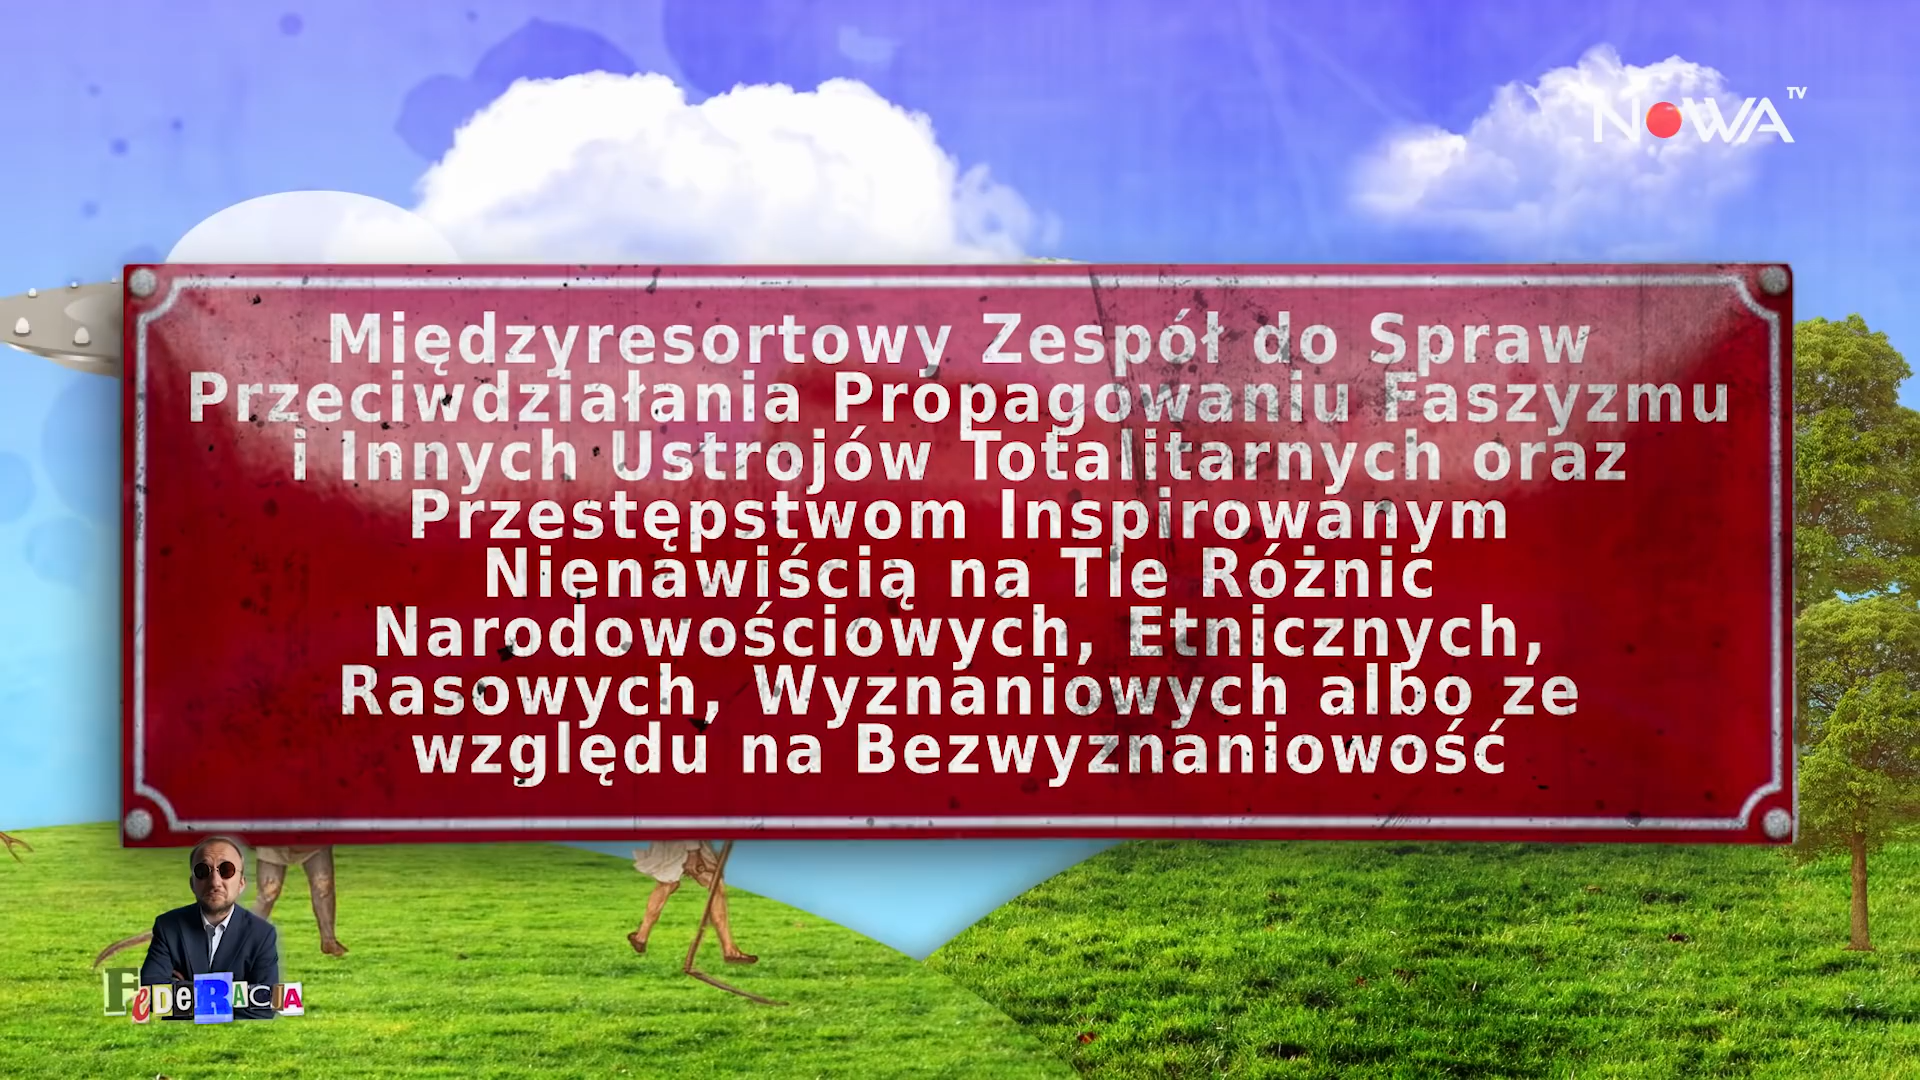 NOWA TV
Międzyresortowy Zespół do Spraw
Przeciwdziałania Propagowaniu Faszyzmu
i Innych Ustrojów Totalitarnych oraz
Przestępstwom Inspirowanym
Nienawiścią na Tle Różnic
Narodowościowych, Etnicznych,
Rasowych, Wyznaniowych albo ze
względu na Bezwyznaniowość
FeDeRACJA